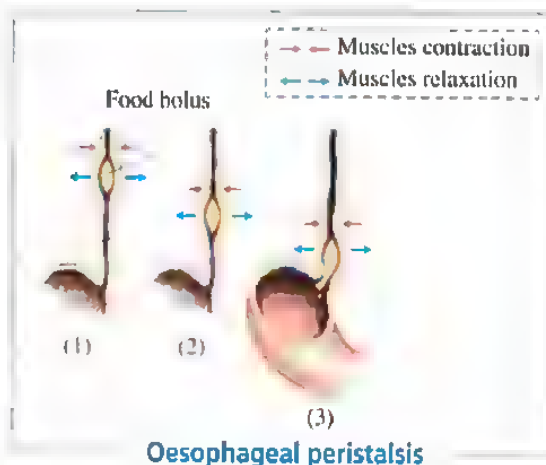 Muscles contraction
Muscles relaxation
Food bolus
(1)
(2)
(3)
Oesophageal peristalsis